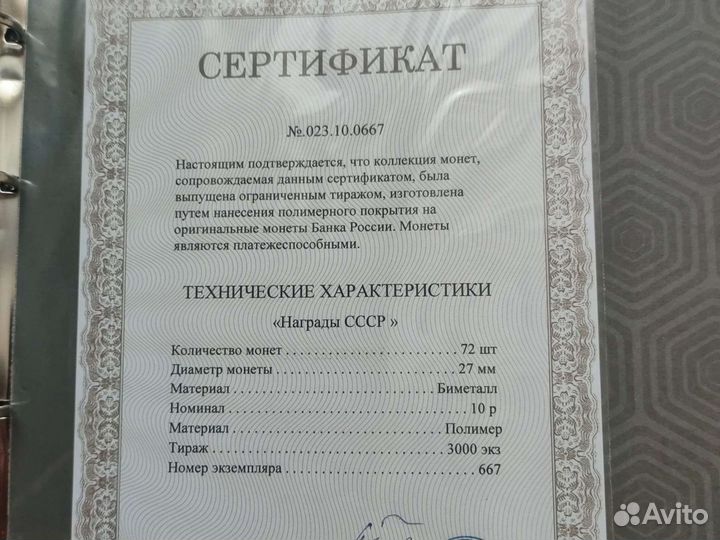 СЕРТИФИКАТ
№.023.10.0667
Настоящим подтверждается, что коллекция монет,
сопровождаемая данным сертификатом, была
выпущена ограниченным тиражом, изготовлена
путем нанесения полимерного покрытия на
оригинальные монеты Банка России. Монеты
являются платежеспособными.
ТЕХНИЧЕСКИЕ ХАРАКТЕРИСТИКИ
«Награды СССР »
Количество монет . . . . . . . . . . . . . . . . . . . . . . . . . . 72 шт
Диаметр монеты . . . . . . . . . . . . . . . . . . . . . . . . . . . 27 мм
Материал . . . . . . . . . . . . . . . . . . . . . . . . . . . . . . Биметалл
Номинал . . . . . . . . . . . . . . . . . . . . . . . . . . . . . . . . . . . 10 р
Материал . . . . . . . . . . . . . . . . . . . . . . . . . . . . . . . Полимер
Тираж . . . . . . . . . . . . . . . . . . . . . . . . . . . . . . . . . . 3000 экз
Номер экземпляра . . . . . . . . . . . . . . . . . . . . . . . . . . . . 667
Avito